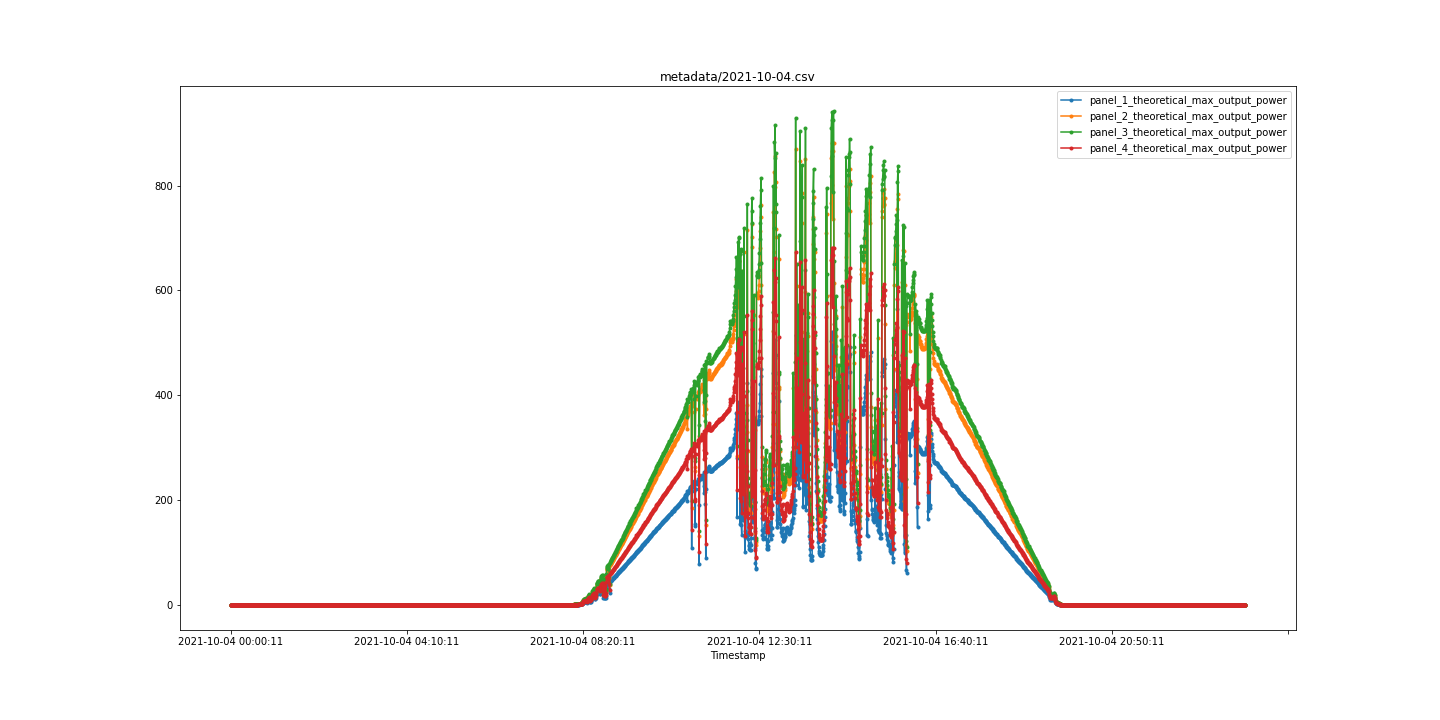 metadata/2021-10-04.csv
panel_1_theoretical_max_output_power
panel_2_theoretical_max_output_power
panel_3_theoretical_max_output_power
panel_4_theoretical_max_output_power
800
600
400
200
0
2021-10-04 00:00:11 2021-10-04 04:10:11 2021-10-04 08:20:11 2021-10-04 12:30:11 2021-10-04 16:40:11 2021-10-04 20:50:11
Timestamp